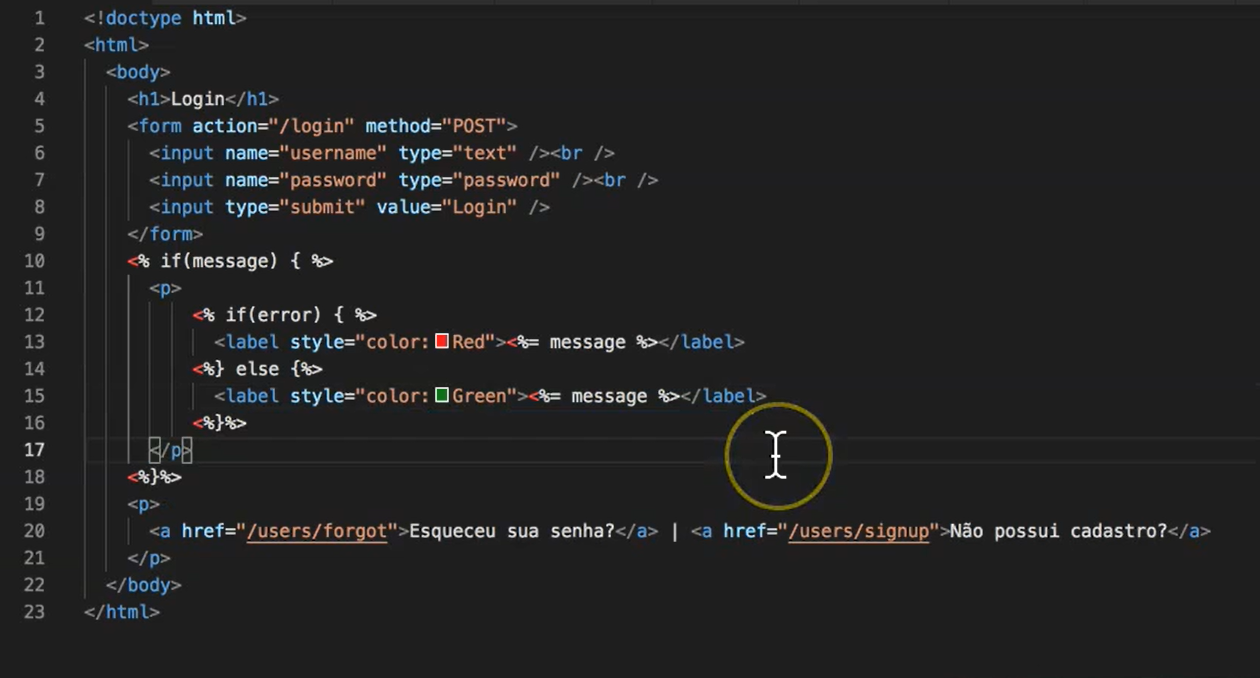 1 <!doctype html>
2 <html>
3 <body>
4 <h1>Login</h1>
5 <form action="/login" method="POST">
6 <input name="username" type="text" /><br />
7 <input name="password" type="password" /><br />
8 <input type="submit" value="Login" />
9 </form>
10 <% if(message) { %>
11 <p>
12 <% if(error) { %>
13 <label style="color:Red"><%= message %></label>
14 <%} else {%>
15 <label style="color:Green"><%= message %></label>
16 <%}%>
17 </p>
18 <%}%>
19 <p>
20 <a href="/users/forgot">Esqueceu sua senha?</a> | <a href="/users/signup">Não possui cadastro?</a>
21 </p>
22 </body>
23 </html>